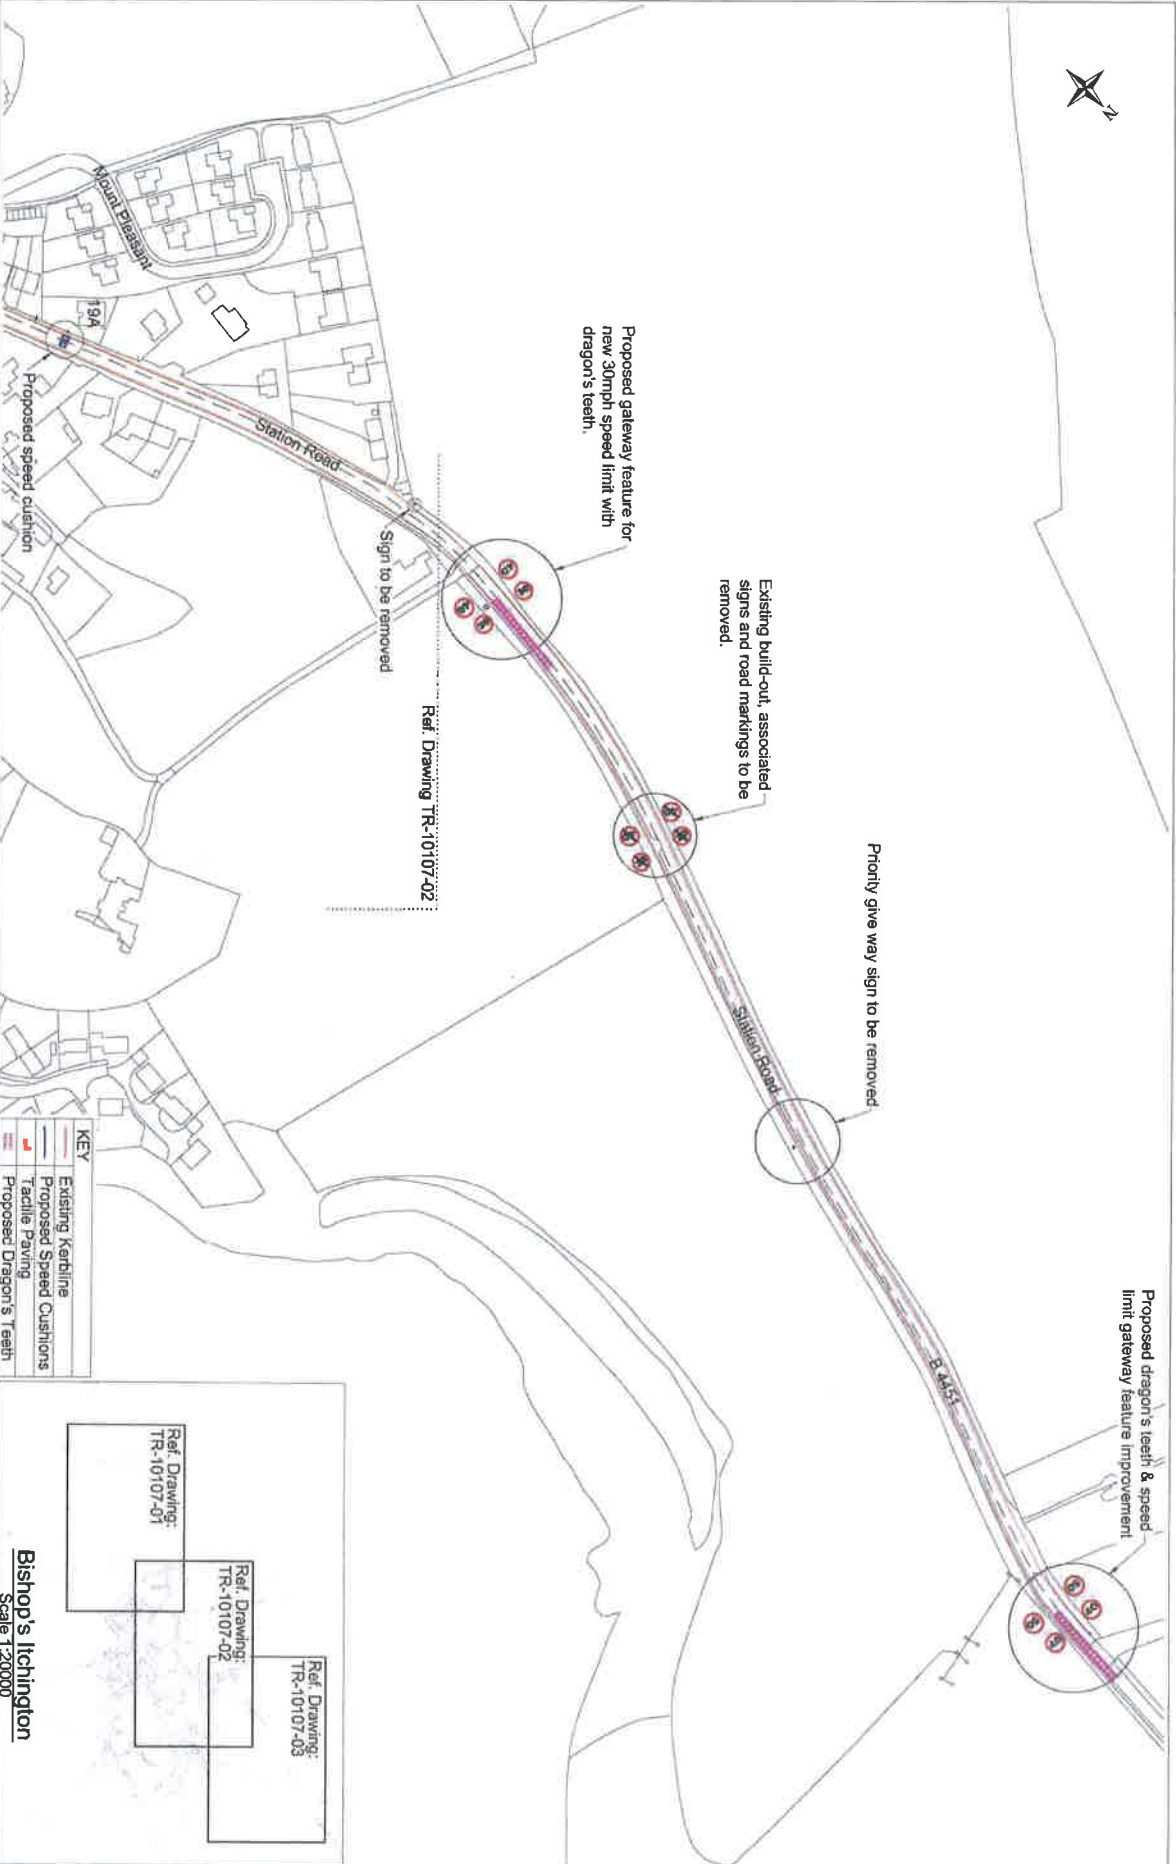 N
Proposed dragon's teeth & speed
limit gateway feature improvement
Priority give way sign to be removed
Existing build-out, associated
signs and road markings to be
removed.
Proposed gateway feature for
new 30mph speed limit with
dragon's teeth.
B 4451
Station Road
Ref. Drawing TR-10107-02
Sign to be removed
Station Road
Mount Pleasant
19A
Proposed speed cushion
KEY
Existing Kerbline
Proposed Speed Cushions
Tactile Paving
Proposed Dragon's Teeth
Ref. Drawing:
TR-10107-03
Ref. Drawing:
TR-10107-02
Ref. Drawing:
TR-10107-01
Bishop's Itchington
Scale 1:20000